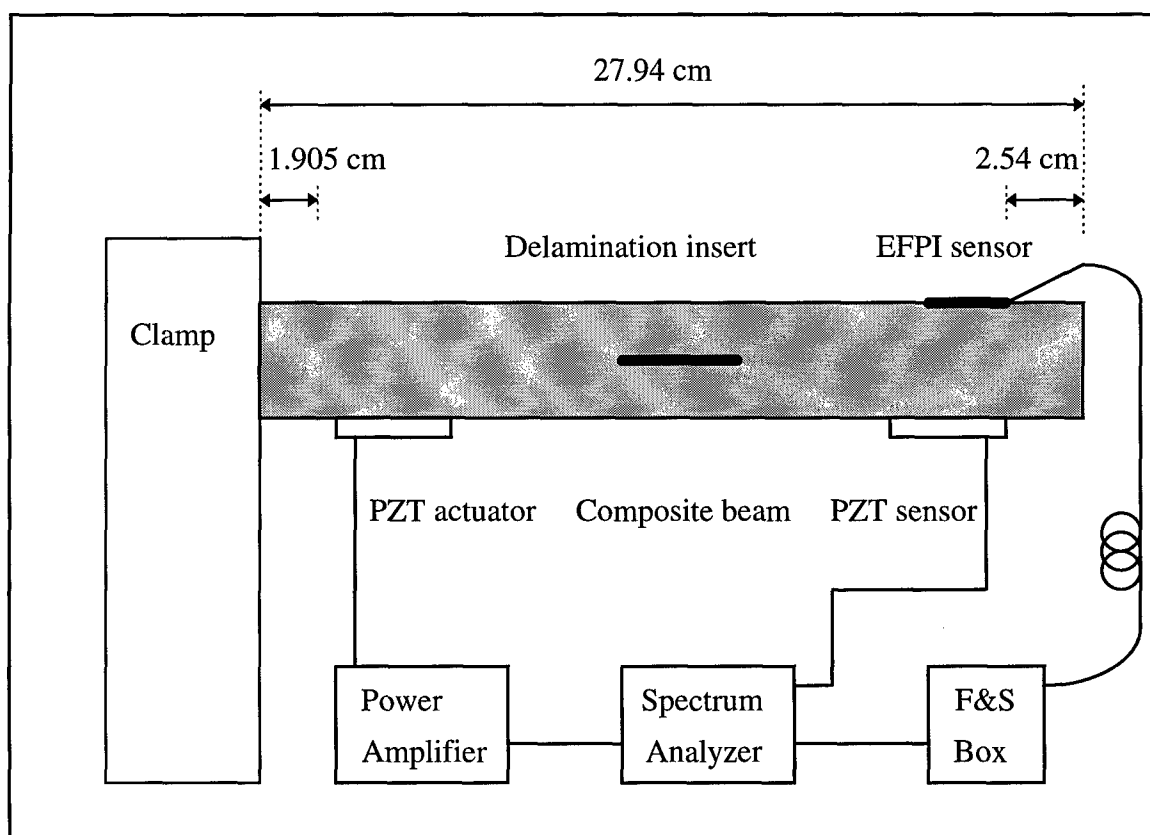 27.94 cm
1.905 cm
2.54 cm
Delamination insert
EFPI sensor
Clamp
PZT actuator
Composite beam
PZT sensor
Power
Amplifier
Spectrum
Analyzer
F&S
Box